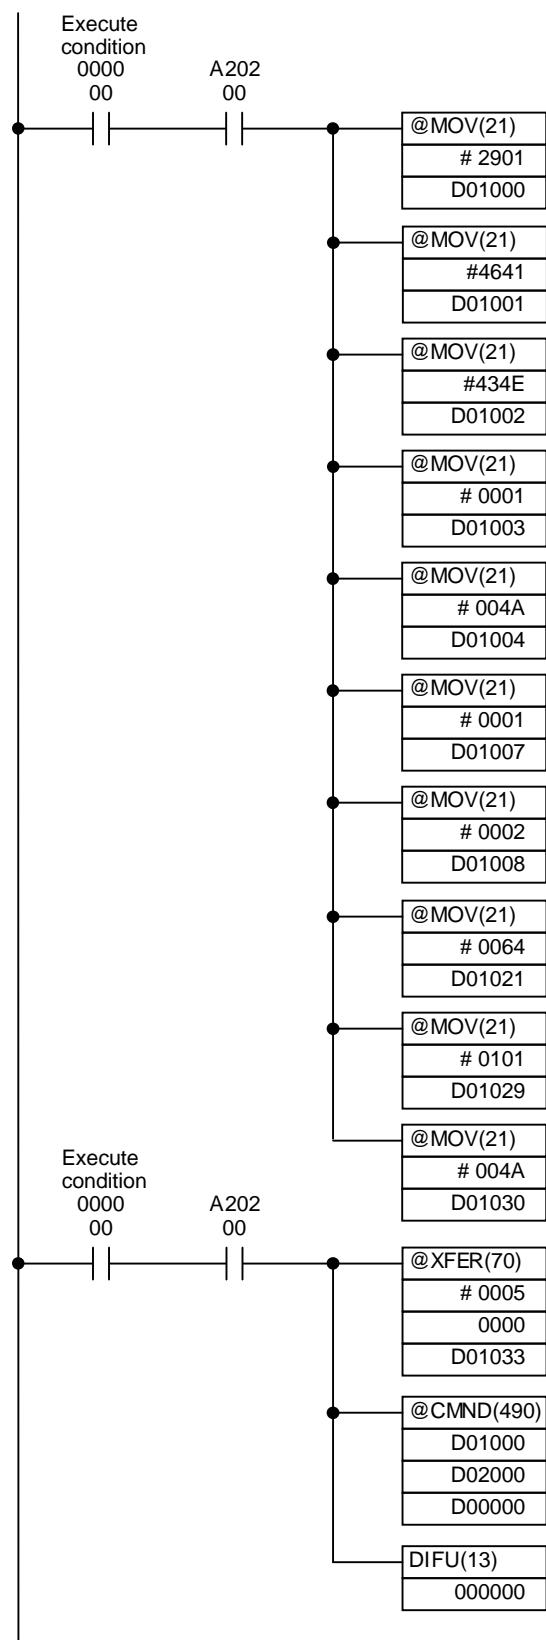 Execute
condition
0000
00
A202
00
@MOV(21)
# 2901
D01000
@MOV(21)
#4641
D01001
@MOV(21)
#434E
D01002
@MOV(21)
# 0001
D01003
@MOV(21)
# 004A
D01004
@MOV(21)
# 0001
D01007
@MOV(21)
# 0002
D01008
@MOV(21)
# 0064
D01021
@MOV(21)
# 0101
D01029
@MOV(21)
# 004A
D01030
Execute
condition
0000
00
A202
00
@XFER(70)
# 0005
0000
D01033
@CMND(490)
D01000
D02000
D00000
DIFU(13)
000000